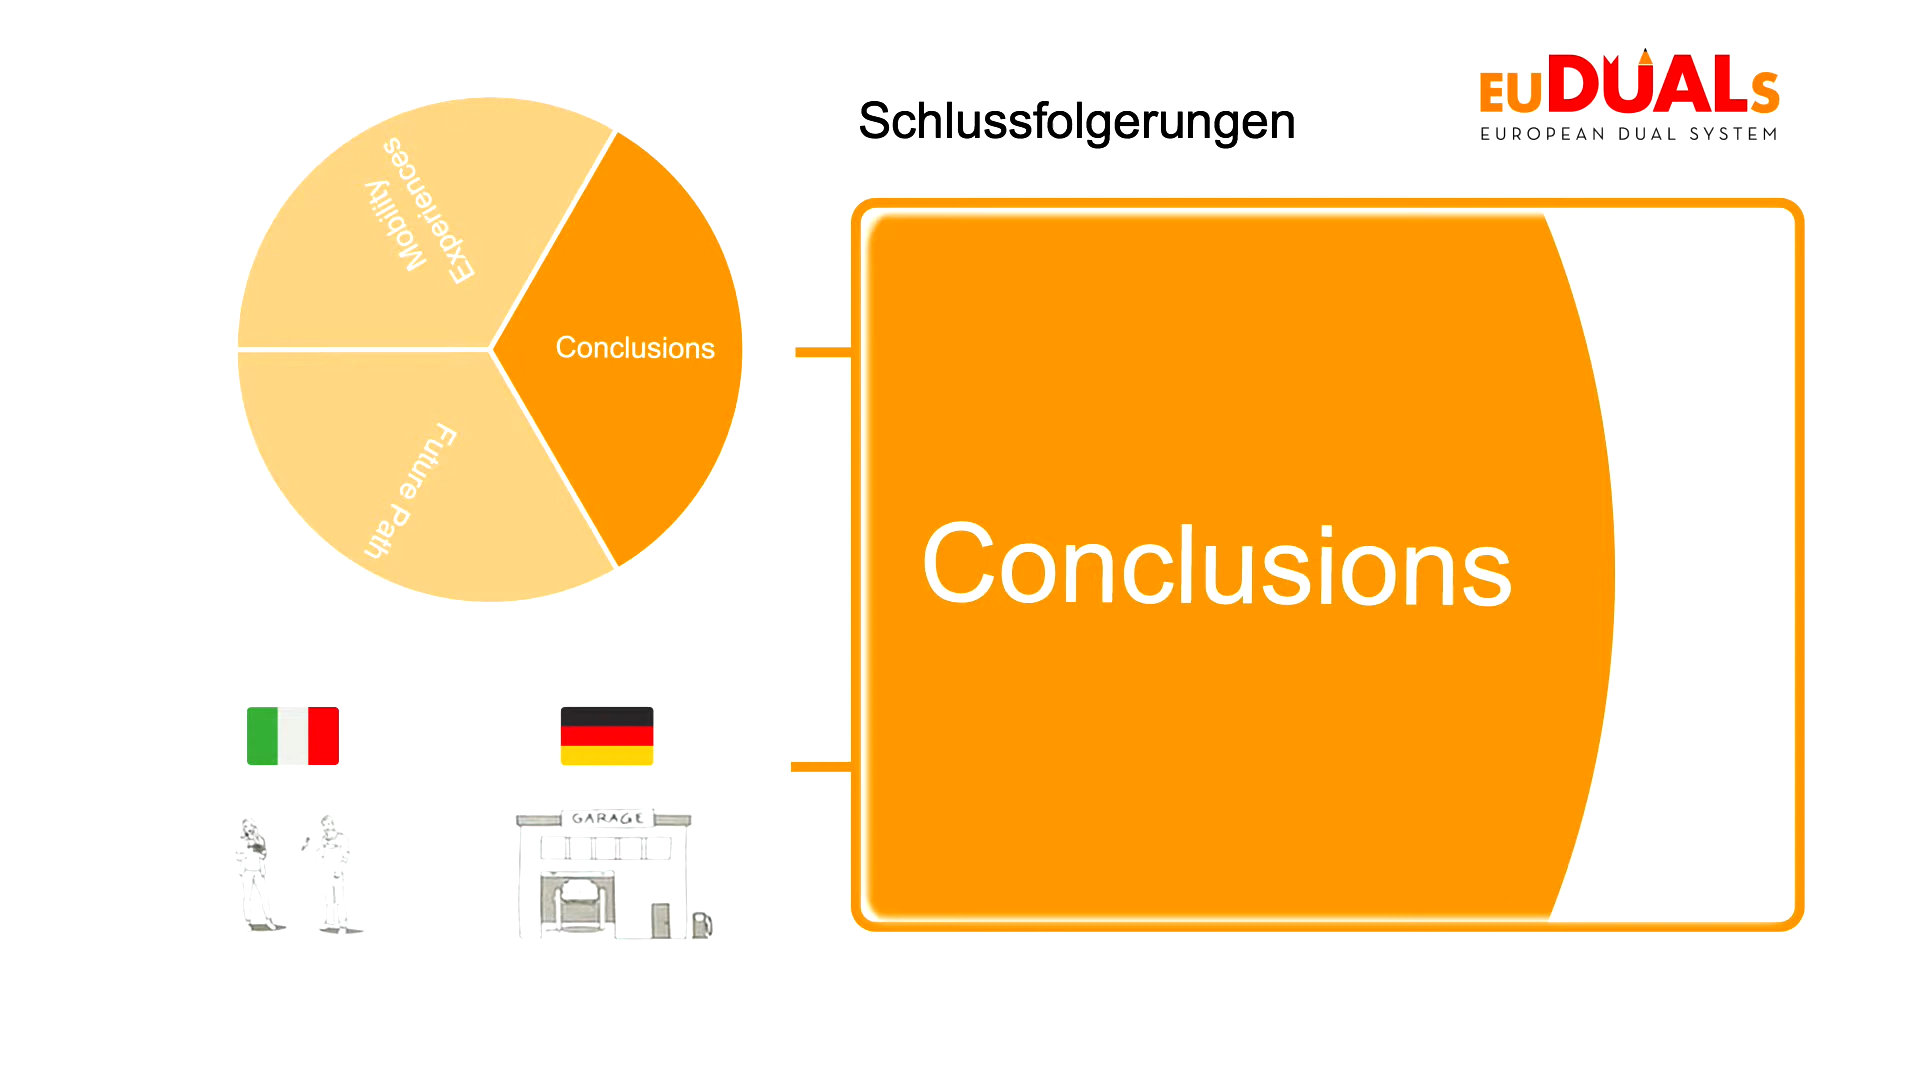 Schlussfolgerungen
EUDUALS
EUROPEAN DUAL SYSTEM
Mobility
Experiences
Conclusions
Future Path
Conclusions
GARAGE